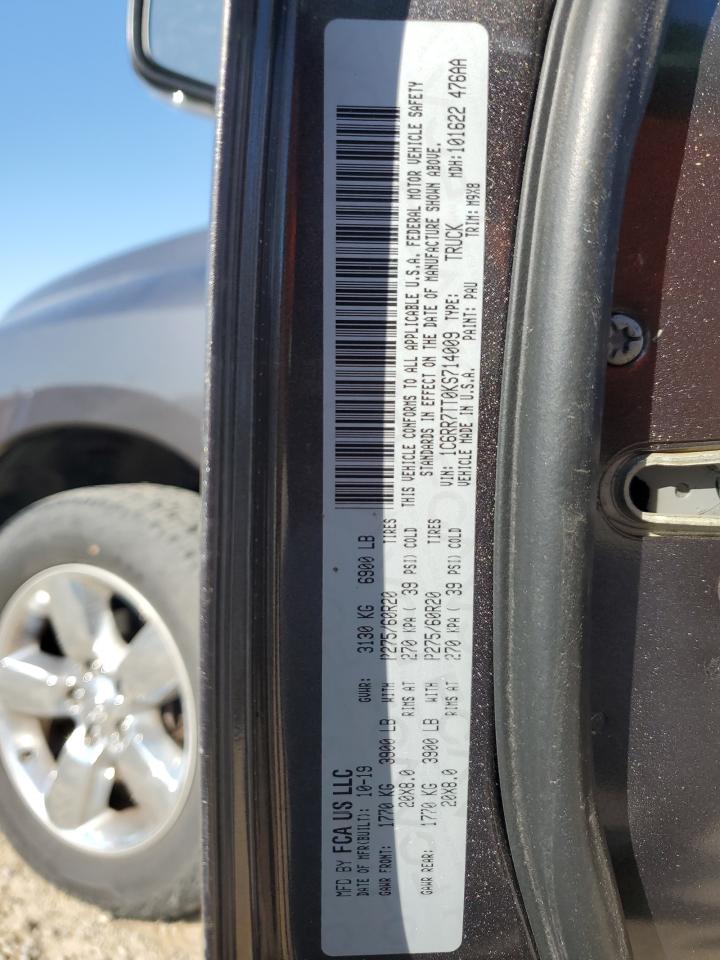 MFD BY FCA US LLC
DATE OF MFR(BUILT): 10-19 GVWR: 3130 KG 6900 LB
GAWR FRONT: 1770 KG 3900 LB WITH P275/60R20 TIRES
20X8.0 RIMS AT 270 KPA ( 39 PSI) COLD
GAWR REAR: 1770 KG 3900 LB WITH P275/60R20 TIRES
20X8.0 RIMS AT 270 KPA ( 39 PSI) COLD
THIS VEHICLE CONFORMS TO ALL APPLICABLE U.S.A. FEDERAL MOTOR VEHICLE SAFETY
STANDARDS IN EFFECT ON THE DATE OF MANUFACTURE SHOWN ABOVE.
VIN: 1C6RR7TT0KS714009 TYPE: TRUCK MDH:101622 476AA
VEHICLE MADE IN U.S.A. PAINT: PAU TRIM: M9X8